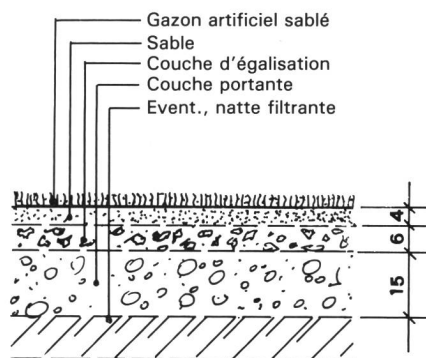 Gazon artificiel sablé
Sable
Couche d'égalisation
Couche portante
Event., natte filtrante
4
6
15